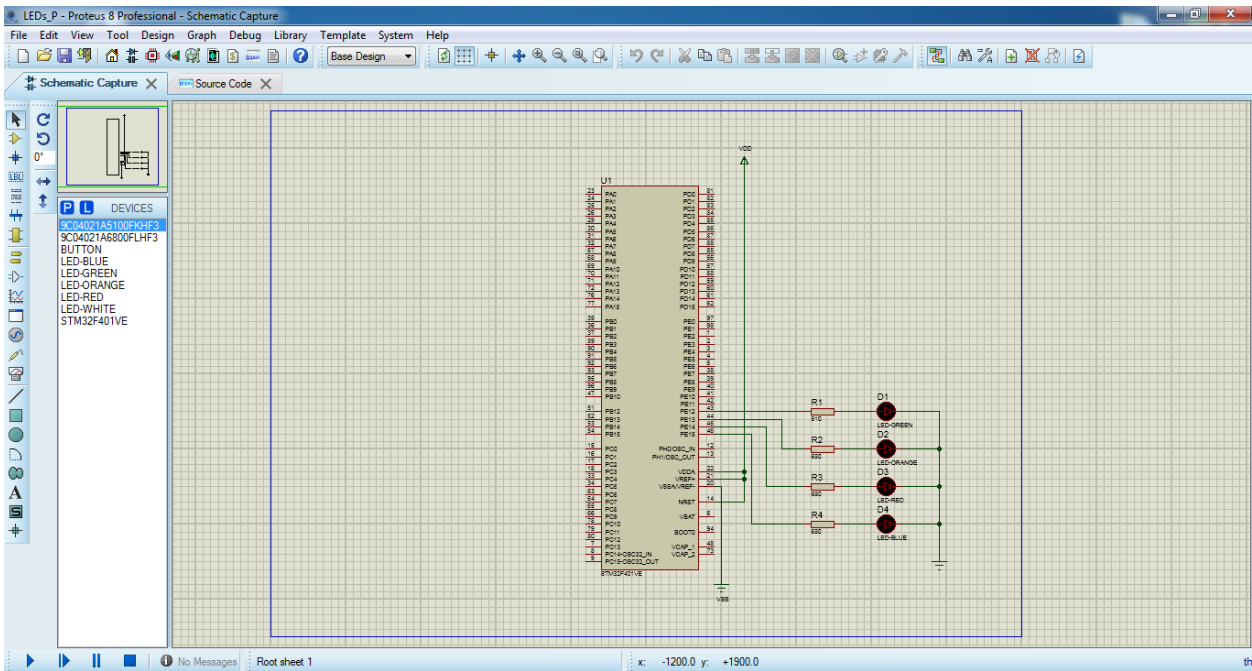 LEDs_P - Proteus 8 Professional - Schematic Capture
File Edit View Tool Design Graph Debug Library Template System Help
Base Design
Schematic Capture
Source Code
0°
LBL
P L DEVICES
9C04021A5100FKHF3
9C04021A6800FLHF3
BUTTON
LED-BLUE
LED-GREEN
LED-ORANGE
LED-RED
LED-WHITE
STM32F401VE
VDD
U1
PA0
PA1
PA2
PA3
PA4
PA5
PA6
PA7
PA8
PA9
PA10
PA11
PA12
PA13
PA14
PA15
PB0
PB1
PB2
PB3
PB4
PB5
PB6
PB7
PB8
PB9
PB10
PB12
PB13
PB14
PB15
PC0
PC1
PC2
PC3
PC4
PC5
PC6
PC7
PC8
PC9
PC10
PC11
PC12
PC13
PC14-OSC32_IN
PC15-OSC32_OUT
PD0
PD1
PD2
PD3
PD4
PD5
PD6
PD7
PD8
PD9
PD10
PD11
PD12
PD13
PD14
PD15
PE0
PE1
PE2
PE3
PE4
PE5
PE6
PE7
PE8
PE9
PE10
PE11
PE12
PE13
PE14
PE15
PH0/OSC_IN
PH1/OSC_OUT
VDDA
VREF+
VSSA/VREF-
NRST
VBAT
BOOT0
VCAP_1
VCAP_2
STM32F401VE
VSS
R1
510
R2
680
R3
680
R4
680
D1
LED-GREEN
D2
LED-ORANGE
D3
LED-RED
D4
LED-BLUE
No Messages
Root sheet 1
x: -1200.0 y: +1900.0
th